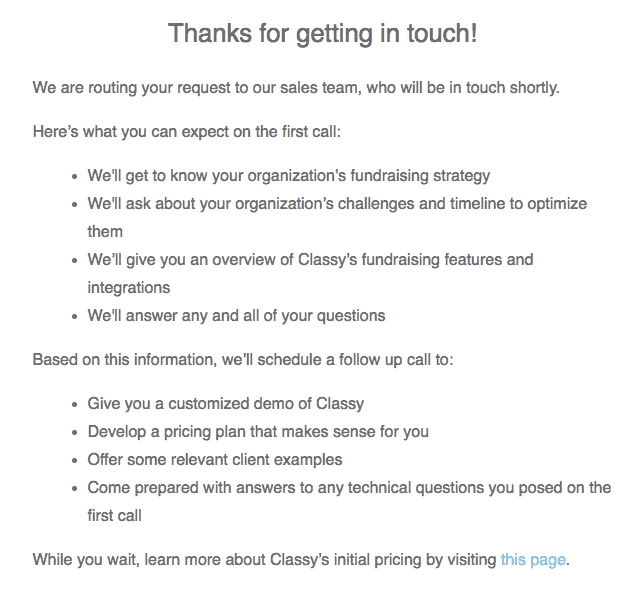 Thanks for getting in touch!
We are routing your request to our sales team, who will be in touch shortly.
Here’s what you can expect on the first call:
• We'll get to know your organization’s fundraising strategy
• We'll ask about your organization’s challenges and timeline to optimize
them
• We’ll give you an overview of Classy’s fundraising features and
integrations
• We'll answer any and all of your questions
Based on this information, we’ll schedule a follow up call to:
• Give you a customized demo of Classy
• Develop a pricing plan that makes sense for you
• Offer some relevant client examples
• Come prepared with answers to any technical questions you posed on the
first call
While you wait, learn more about Classy’s initial pricing by visiting this page.